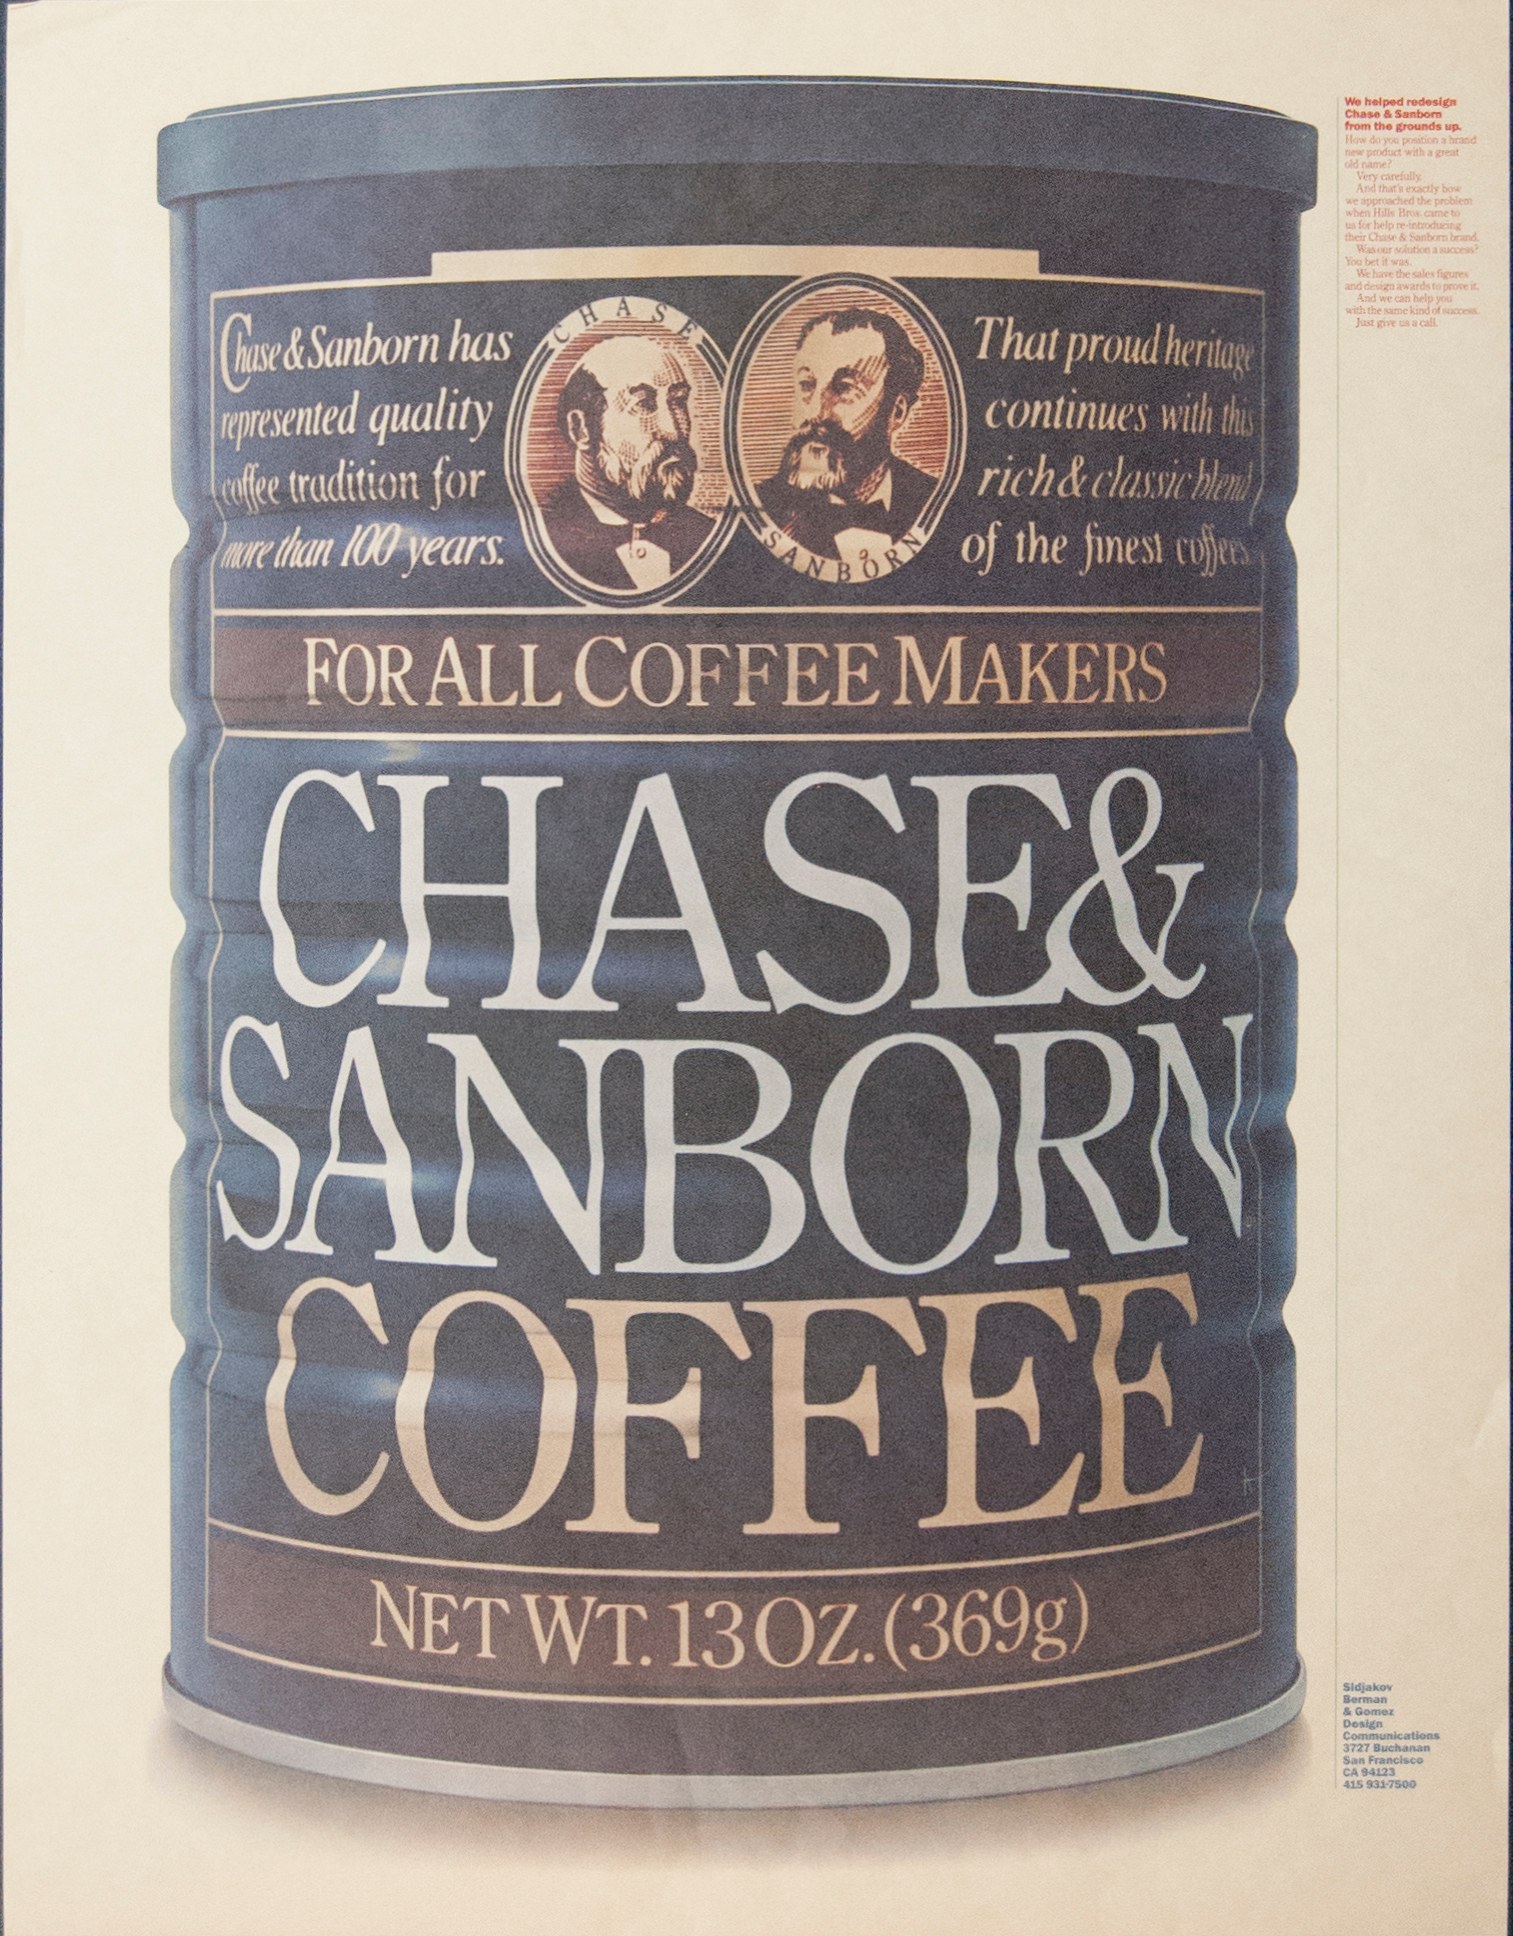 Chase & Sanborn has
represented quality
coffee tradition for
more than 100 years.
CHASE
SANBORN
That proud heritage
continues with this
rich & classic blend
of the finest coffees.
FOR ALL COFFEE MAKERS
CHASE &
SANBORN
COFFEE
NET WT. 13 OZ. (369g)
We helped redesign
Chase & Sanborn
from the grounds up.
How do you position a brand
new product with a great
old name?
Very carefully.
And that's exactly how
we approached the problem
when Hills Bros. came to
us for help re-introducing
their Chase & Sanborn brand.
Was our solution a success?
You bet it was.
We have the sales figures
and design awards to prove it.
And we can help you
with the same kind of success.
Just give us a call.
Sidjakov
Berman
& Gomez
Design
Communications
3727 Buchanan
San Francisco
CA 94123
415 931-7500